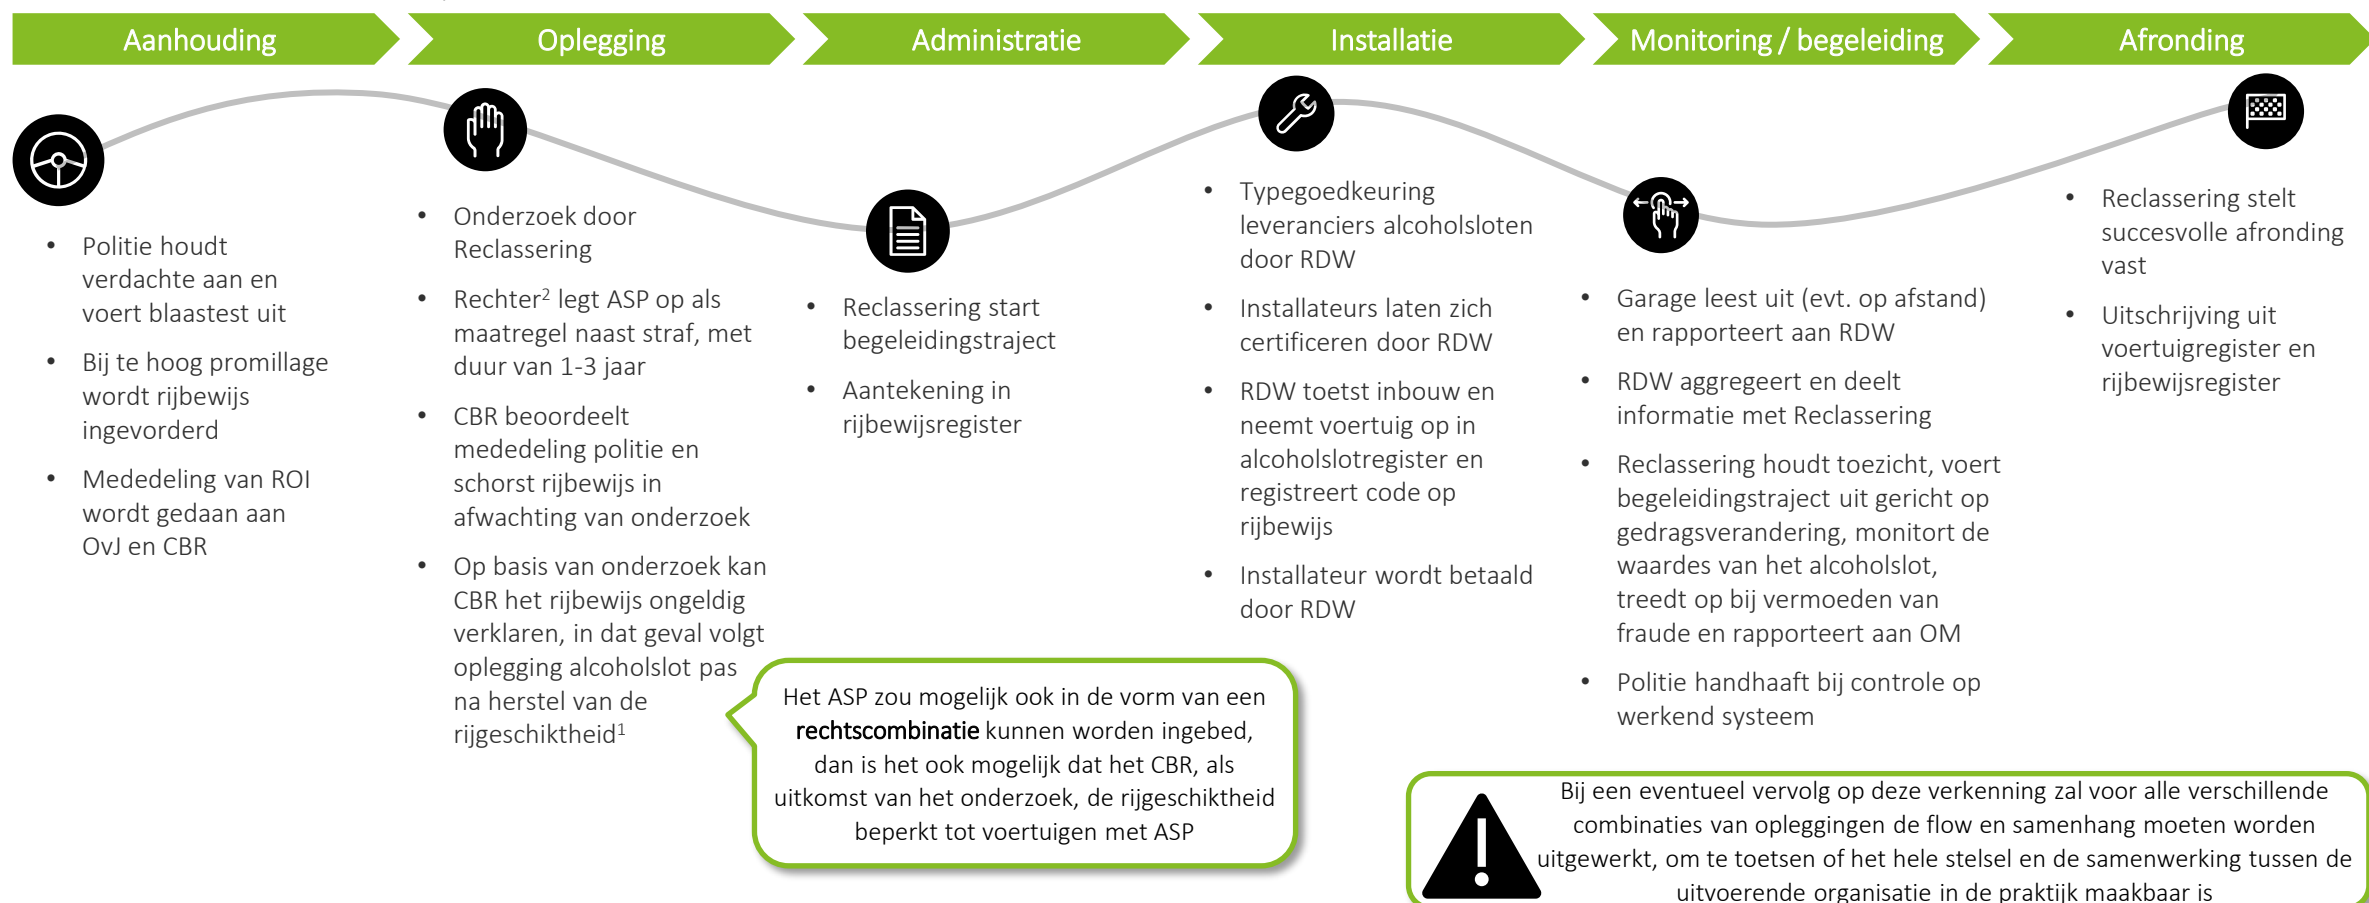 Aanhouding
Oplegging
Administratie
Installatie
Monitoring / begeleiding
Afronding
• Politie houdt
verdachte aan en
voert blaastest uit
• Bij te hoog promillage
wordt rijbewijs
ingevorderd
• Mededeling van ROI
wordt gedaan aan
OvJ en CBR
• Onderzoek door
Reclassering
• Rechter² legt ASP op als
maatregel naast straf, met
duur van 1-3 jaar
• CBR beoordeelt
mededeling politie en
schorst rijbewijs in
afwachting van onderzoek
• Op basis van onderzoek kan
CBR het rijbewijs ongeldig
verklaren, in dat geval volgt
oplegging alcoholslot pas
na herstel van de
rijgeschiktheid¹
• Reclassering start
begeleidingstraject
• Aantekening in
rijbewijsregister
• Typegoedkeuring
leveranciers alcoholsloten
door RDW
• Installateurs laten zich
certificeren door RDW
• RDW toetst inbouw en
neemt voertuig op in
alcoholslotregister en
registreert code op
rijbewijs
• Installateur wordt betaald
door RDW
• Garage leest uit (evt. op afstand)
en rapporteert aan RDW
• RDW aggregeert en deelt
informatie met Reclassering
• Reclassering houdt toezicht, voert
begeleidingstraject uit gericht op
gedragsverandering, monitort de
waardes van het alcoholslot,
treedt op bij vermoeden van
fraude en rapporteert aan OM
• Politie handhaaft bij controle op
werkend systeem
• Reclassering stelt
succesvolle afronding
vast
• Uitschrijving uit
voertuigregister en
rijbewijsregister
Het ASP zou mogelijk ook in de vorm van een
rechtscombinatie kunnen worden ingebed,
dan is het ook mogelijk dat het CBR, als
uitkomst van het onderzoek, de rijgeschiktheid
beperkt tot voertuigen met ASP
Bij een eventueel vervolg op deze verkenning zal voor alle verschillende
combinaties van opleggingen de flow en samenhang moeten worden
uitgewerkt, om te toetsen of het hele stelsel en de samenwerking tussen de
uitvoerende organisatie in de praktijk maakbaar is